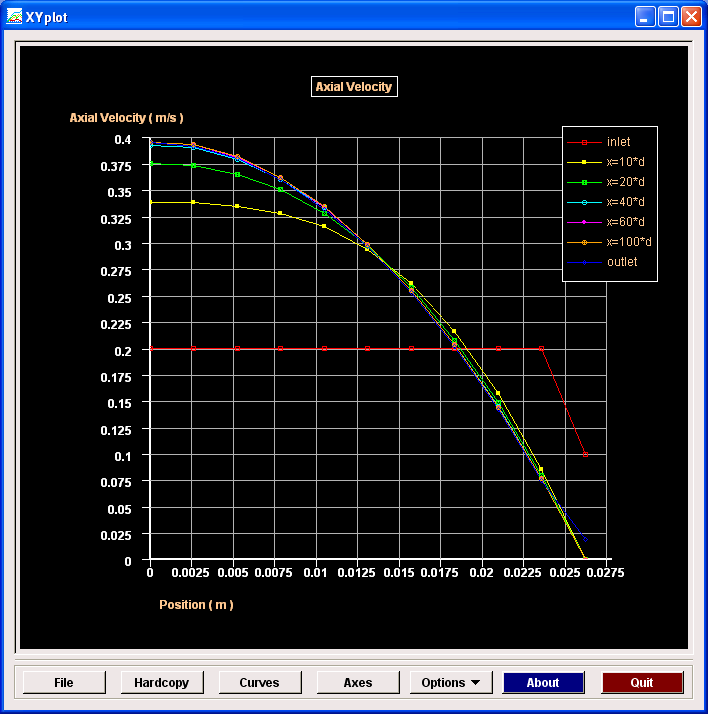 XYplot
Axial Velocity
Axial Velocity ( m/s )
0.4
0.375
0.35
0.325
0.3
0.275
0.25
0.225
0.2
0.175
0.15
0.125
0.1
0.075
0.05
0.025
0
0 0.0025 0.005 0.0075 0.01 0.0125 0.015 0.0175 0.02 0.0225 0.025 0.0275
Position ( m )
inlet
x=10*d
x=20*d
x=40*d
x=60*d
x=100*d
outlet
File Hardcopy Curves Axes Options About Quit